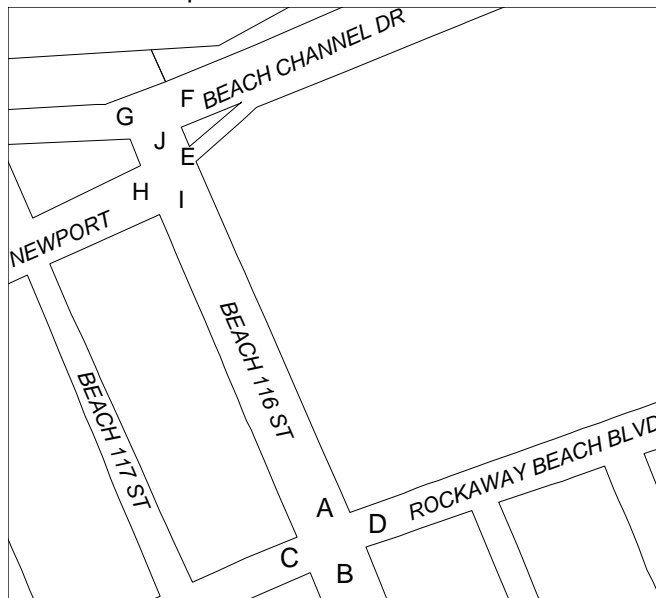 BEACH CHANNEL DR
F
G
J
E
H
I
NEWPORT
BEACH 116 ST
BEACH 117 ST
ROCKAWAY BEACH BLVD
A
D
C
B